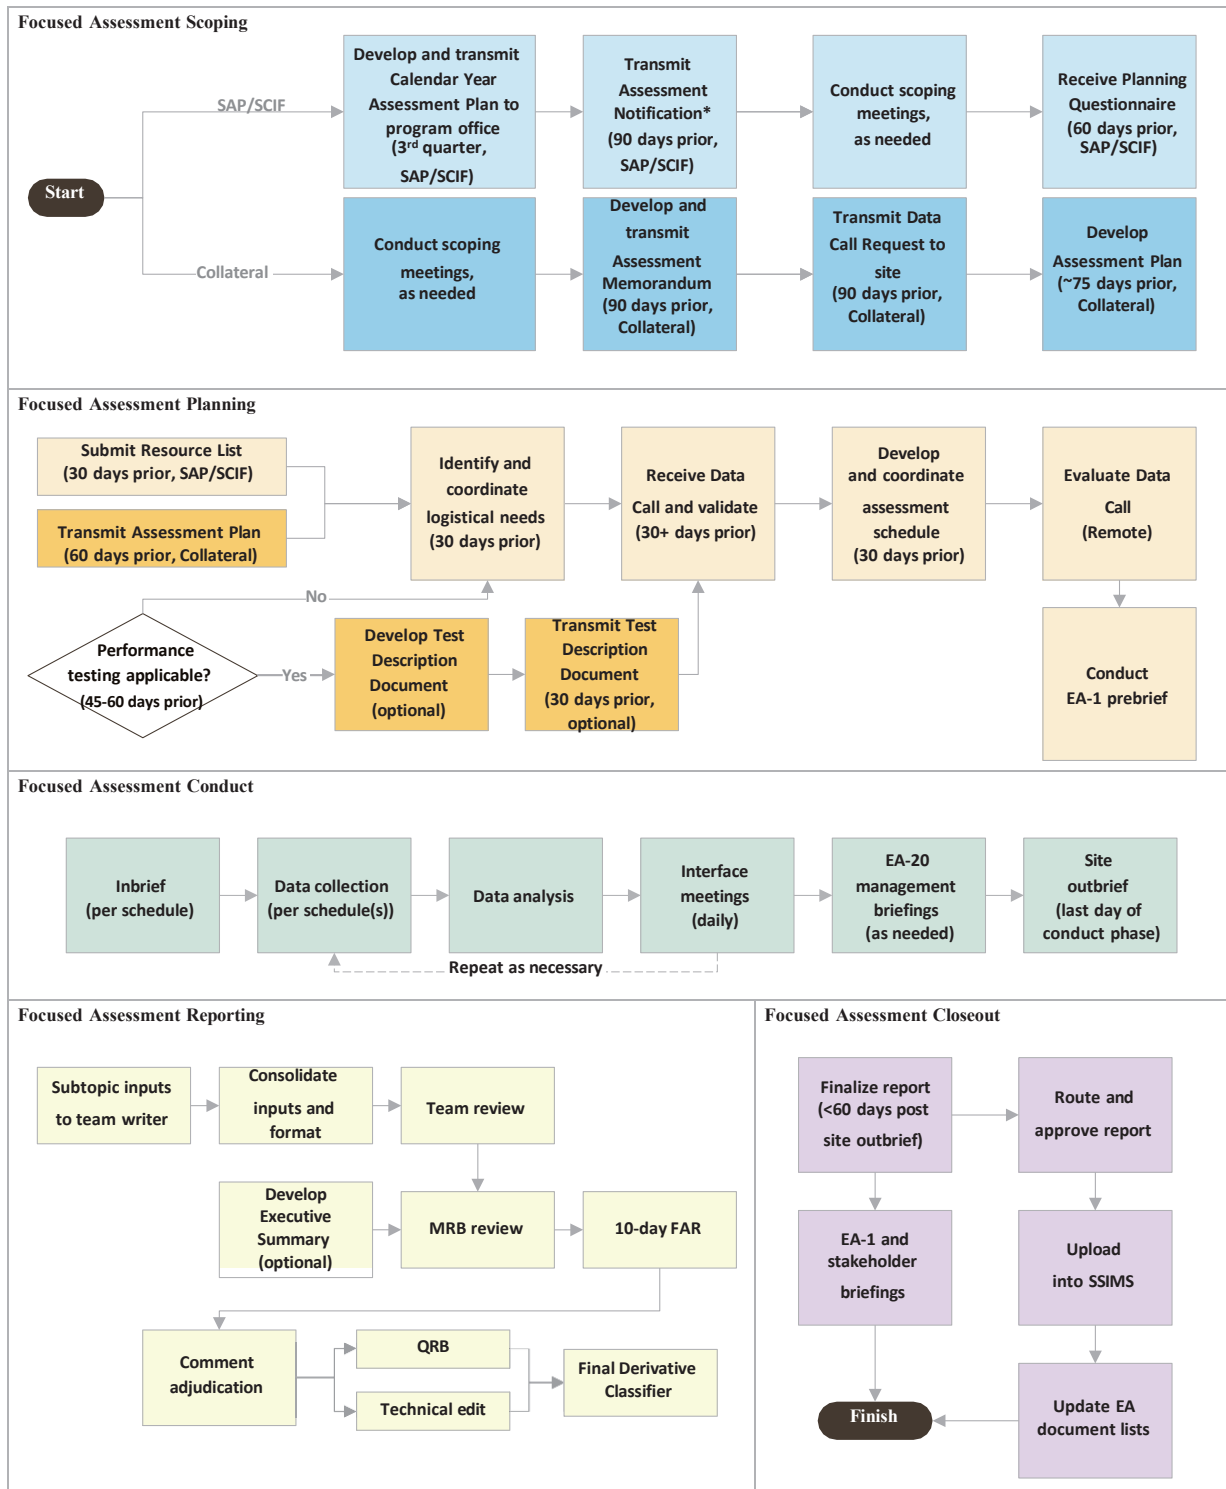 Focused Assessment Scoping
SAP/SCIF
Develop and transmit
Calendar Year
Assessment Plan to
program office
(3rd quarter,
SAP/SCIF)
Transmit
Assessment
Notification*
(90 days prior,
SAP/SCIF)
Conduct scoping
meetings,
as needed
Receive Planning
Questionnaire
(60 days prior,
SAP/SCIF)
Start
Collateral
Conduct scoping
meetings,
as needed
Develop and
transmit
Assessment
Memorandum
(90 days prior,
Collateral)
Transmit Data
Call Request to
site
(90 days prior,
Collateral)
Develop
Assessment Plan
(~75 days prior,
Collateral)
Focused Assessment Planning
Submit Resource List
(30 days prior, SAP/SCIF)
Transmit Assessment Plan
(60 days prior, Collateral)
Identify and
coordinate
logistical needs
(30 days prior)
Receive Data
Call and validate
(30+ days prior)
Develop
and coordinate
assessment
schedule
(30 days prior)
Evaluate Data
Call
(Remote)
No
Performance
testing applicable?
(45-60 days prior)
Yes
Develop Test
Description
Document
(optional)
Transmit Test
Description
Document
(30 days prior,
optional)
Conduct
EA-1 prebrief
Focused Assessment Conduct
Inbrief
(per schedule)
Data collection
(per schedule(s))
Data analysis
Interface
meetings
(daily)
EA-20
management
briefings
(as needed)
Site
outbrief
(last day of
conduct phase)
Repeat as necessary
Focused Assessment Reporting
Subtopic inputs
to team writer
Consolidate
inputs and
format
Team review
Develop
Executive
Summary
(optional)
MRB review
10-day FAR
Comment
adjudication
QRB
Technical edit
Final Derivative
Classifier
Focused Assessment Closeout
Finalize report
(<60 days post
site outbrief)
Route and
approve report
EA-1 and
stakeholder
briefings
Upload
into SSIMS
Finish
Update EA
document lists